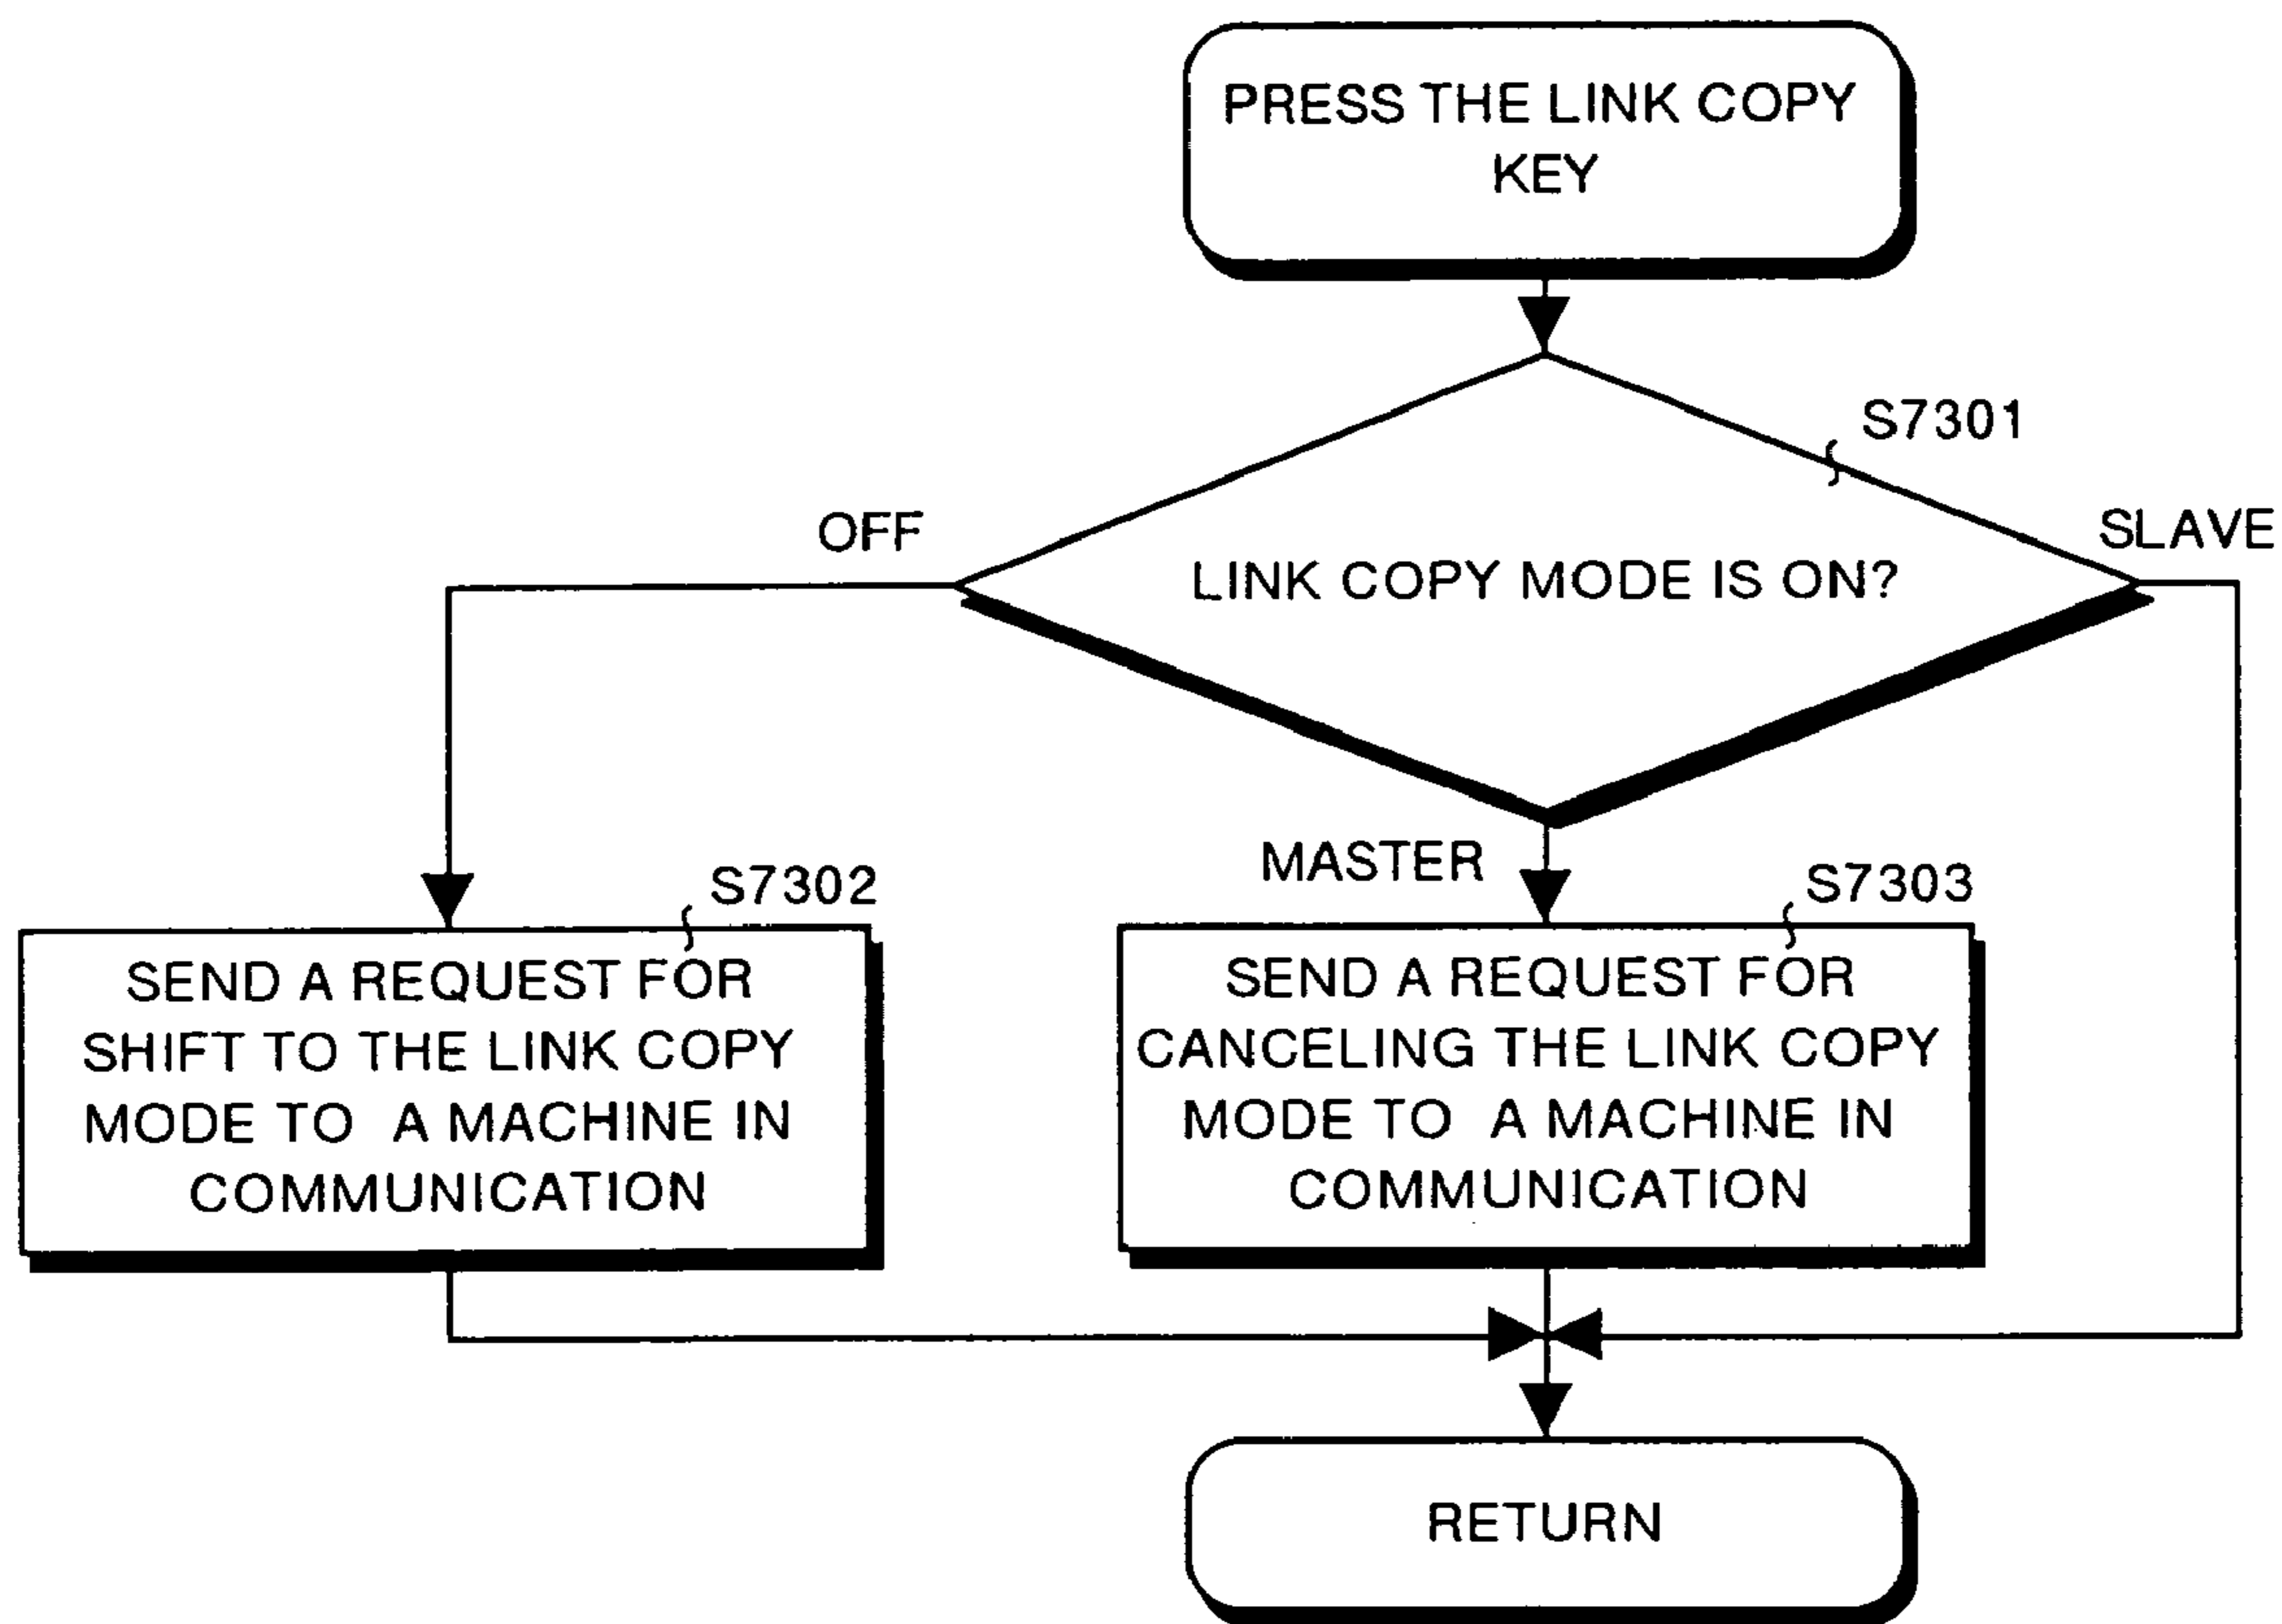 PRESS THE LINK COPY
KEY
S7301
OFF
SLAVE
LINK COPY MODE IS ON?
MASTER
S7302
S7303
SEND A REQUEST FOR
SHIFT TO THE LINK COPY
MODE TO A MACHINE IN
COMMUNICATION
SEND A REQUEST FOR
CANCELING THE LINK COPY
MODE TO A MACHINE IN
COMMUNICATION
RETURN